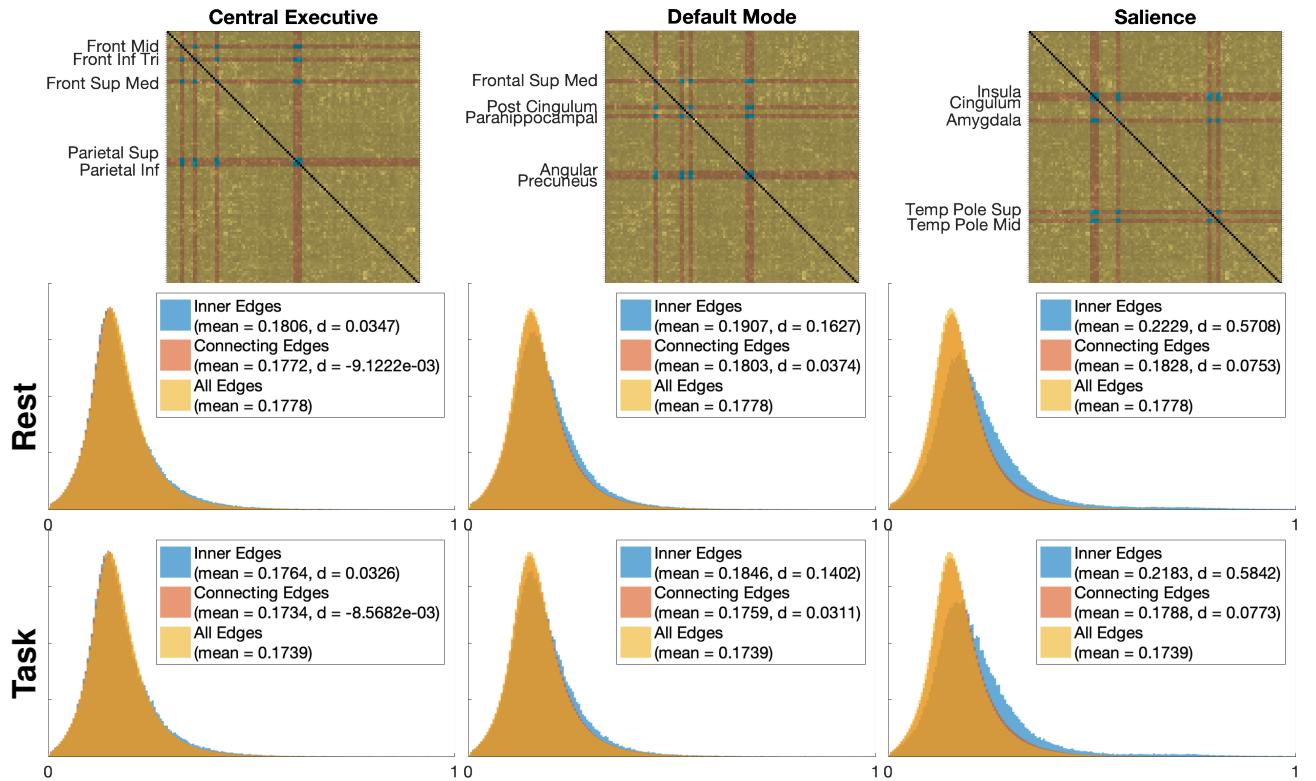 Central Executive
Default Mode
Salience
Front Mid
Front Inf Tri
Front Sup Med
Parietal Sup
Parietal Inf
Frontal Sup Med
Post Cingulum
Parahippocampal
Angular
Precuneus
Insula
Cingulum
Amygdala
Temp Pole Sup
Temp Pole Mid
Rest
Inner Edges
(mean = 0.1806, d = 0.0347)
Connecting Edges
(mean = 0.1772, d = -9.1222e-03)
All Edges
(mean = 0.1778)
0
1
Inner Edges
(mean = 0.1907, d = 0.1627)
Connecting Edges
(mean = 0.1803, d = 0.0374)
All Edges
(mean = 0.1778)
0
1
Inner Edges
(mean = 0.2229, d = 0.5708)
Connecting Edges
(mean = 0.1828, d = 0.0753)
All Edges
(mean = 0.1778)
0
1
Task
Inner Edges
(mean = 0.1764, d = 0.0326)
Connecting Edges
(mean = 0.1734, d = -8.5682e-03)
All Edges
(mean = 0.1739)
0
1
Inner Edges
(mean = 0.1846, d = 0.1402)
Connecting Edges
(mean = 0.1759, d = 0.0311)
All Edges
(mean = 0.1739)
0
1
Inner Edges
(mean = 0.2183, d = 0.5842)
Connecting Edges
(mean = 0.1788, d = 0.0773)
All Edges
(mean = 0.1739)
0
1